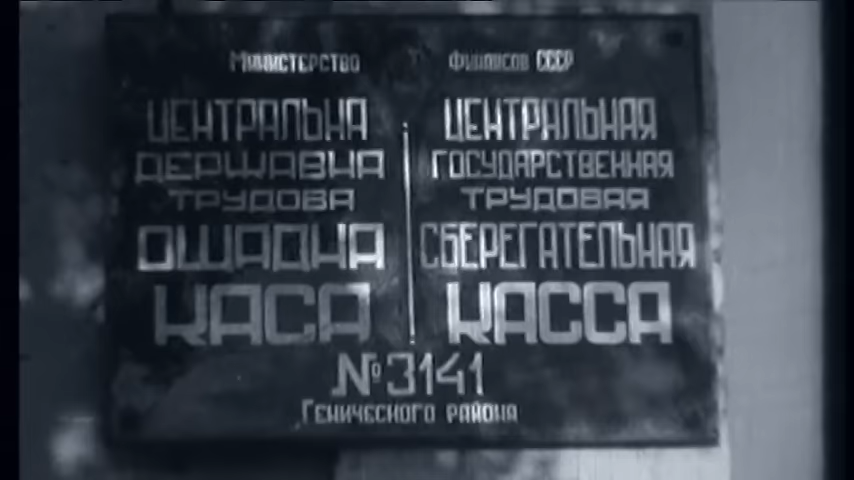 Министерство Финансов СССР
ЦЕНТРАЛЬНА
ДЕРЖАВНА
ТРУДОВА
ОЩАДНА
КАСА
ЦЕНТРАЛЬНАЯ
ГОСУДАРСТВЕННАЯ
ТРУДОВАЯ
СБЕРЕГАТЕЛЬНАЯ
КАССА
№3141
Генического района